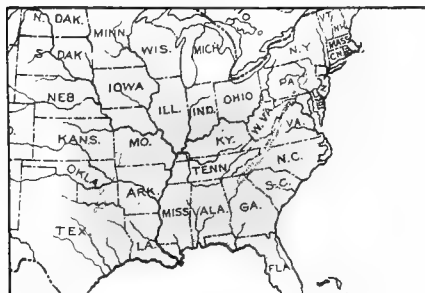 N. DAK.
MINN
WIS.
MICH
N.Y
VT.
N.H.
MASS
S. DAK
IOWA
NEB
ILL.
IND.
OHIO
PA.
W.VA.
VA.
KANS.
MO.
KY.
N.C.
OKLA
TENN
ARK.
S.C.
MISS
ALA.
GA.
TEX.
LA.
FLA